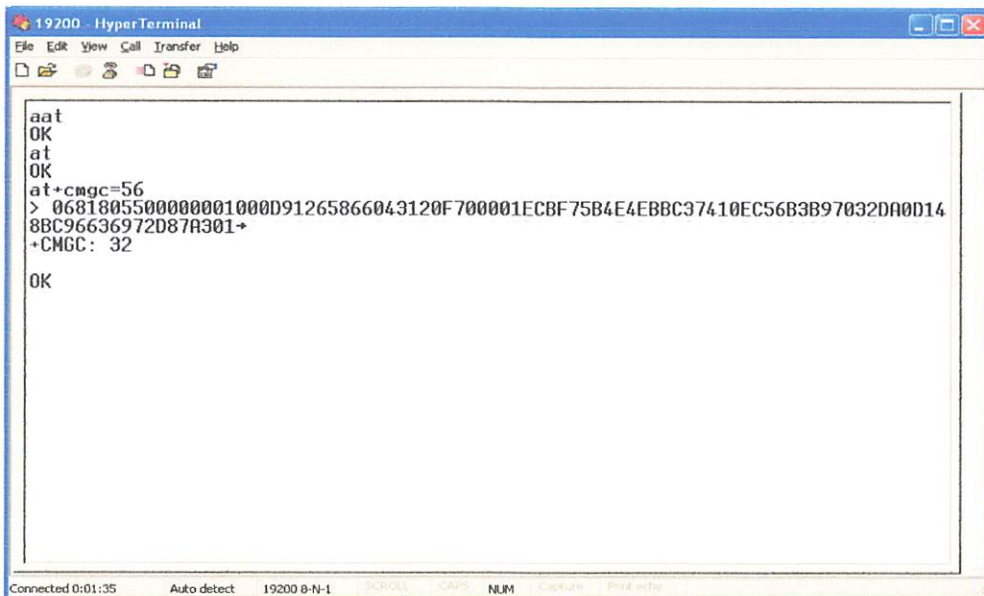 19200 - HyperTerminal
File Edit View Call Transfer Help
aat
OK
at
OK
at+cmgc=56
> 0681805500000001000D91265866043120F700001ECBF75B4E4EBBC37410EC56B3B97032DA0D14
8BC96636972D87A301→
+CMGC: 32
OK
Connected 0:01:35 Auto detect 19200 8-N-1 SCROLL CAPS NUM Capture Print echo